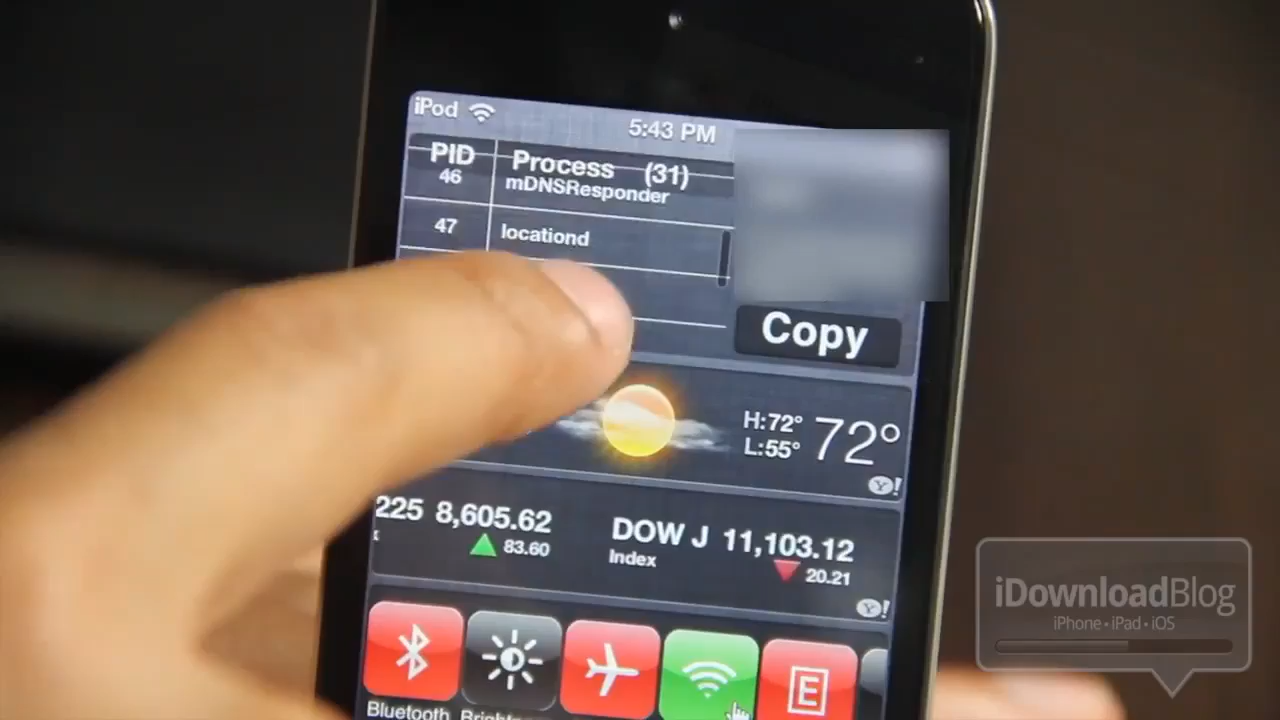 iPod
5:43 PM
PID Process (31)
46 mDNSResponder
47 locationd
Copy
H:72° 72°
L:55°
Y!
225 8,605.62
83.60
DOW J 11,103.12
Index 20.21
Y!
E
Bluetooth
iDownloadBlog
iPhone • iPad • iOS